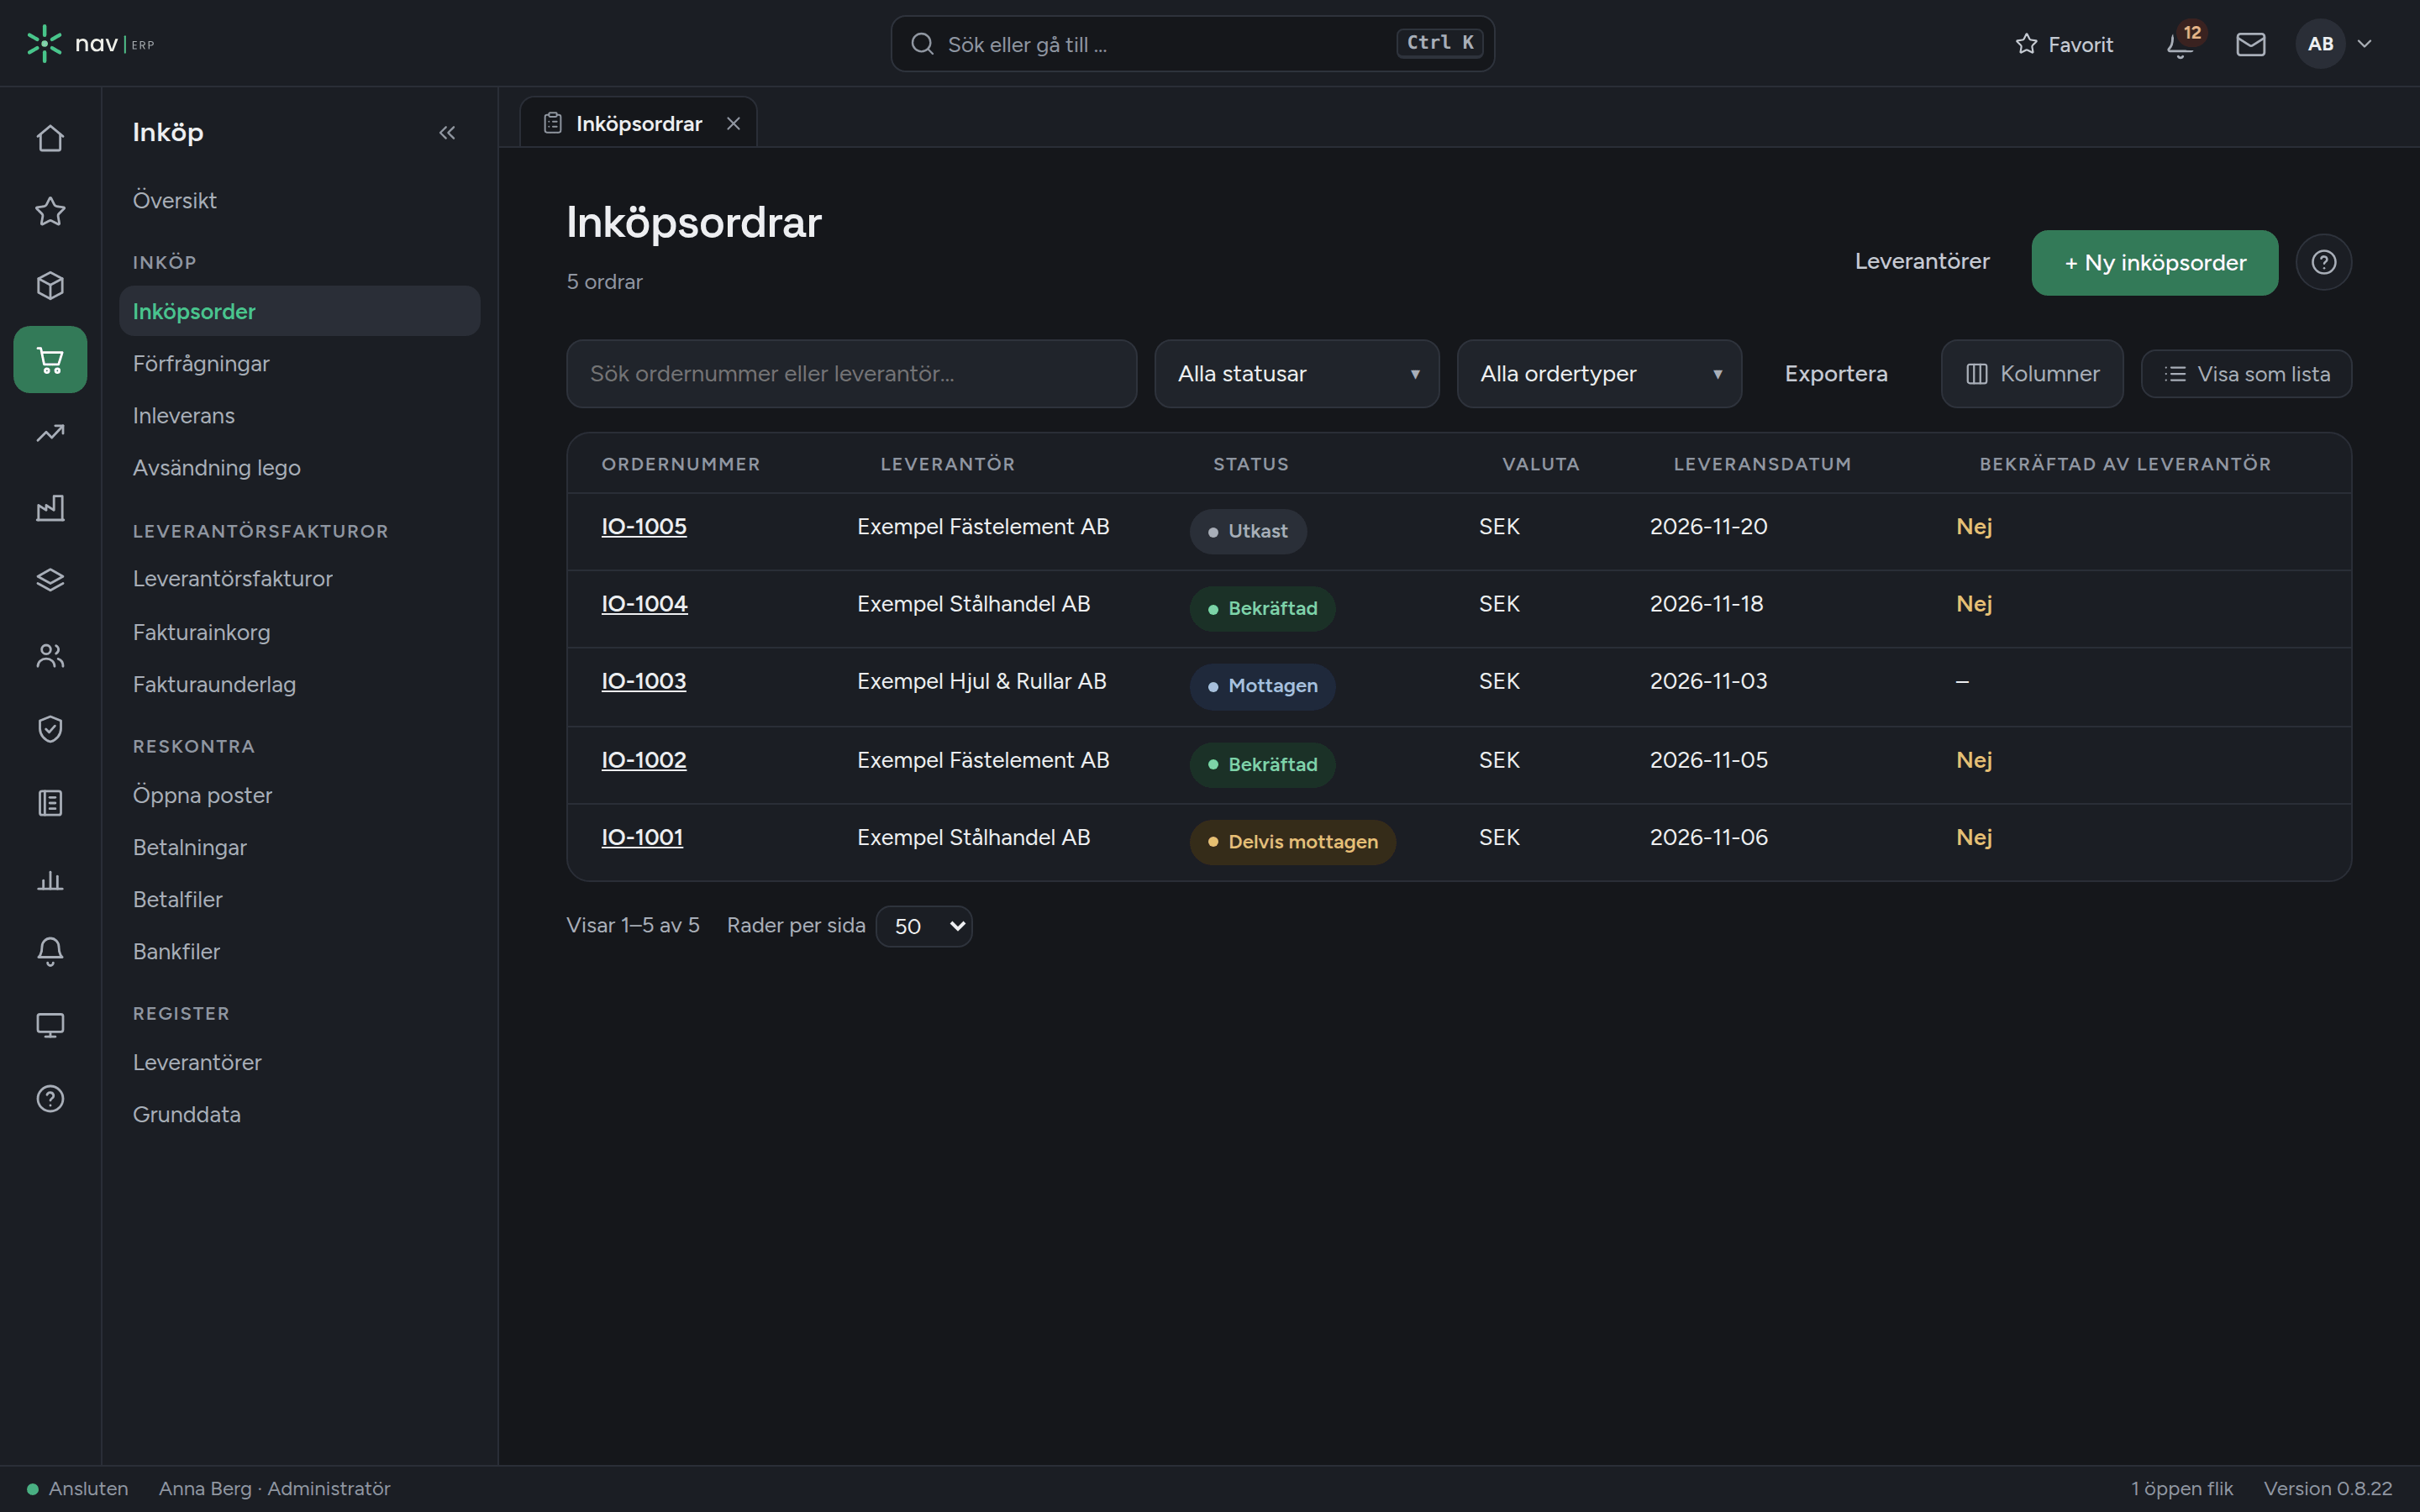 nav | ERP
Sök eller gå till ...
Ctrl K
Favorit
12
AB
Inköp
Översikt
INKÖP
Inköpsorder
Förfrågningar
Inleverans
Avsändning lego
LEVERANTÖRSFAKTUROR
Leverantörsfakturor
Fakturainkorg
Fakturaunderlag
RESKONTRA
Öppna poster
Betalningar
Betalfiler
Bankfiler
REGISTER
Leverantörer
Grunddata
Inköpsordrar
Inköpsordrar
5 ordrar
Leverantörer
+ Ny inköpsorder
Sök ordernummer eller leverantör...
Alla statusar
Alla ordertyper
Exportera
Kolumner
Visa som lista
ORDERNUMMER LEVERANTÖR STATUS VALUTA LEVERANSDATUM BEKRÄFTAD AV LEVERANTÖR
IO-1005 Exempel Fästelement AB Utkast SEK 2026-11-20 Nej
IO-1004 Exempel Stålhandel AB Bekräftad SEK 2026-11-18 Nej
IO-1003 Exempel Hjul & Rullar AB Mottagen SEK 2026-11-03 –
IO-1002 Exempel Fästelement AB Bekräftad SEK 2026-11-05 Nej
IO-1001 Exempel Stålhandel AB Delvis mottagen SEK 2026-11-06 Nej
Visar 1–5 av 5 Rader per sida 50
Ansluten Anna Berg · Administratör
1 öppen flik Version 0.8.22